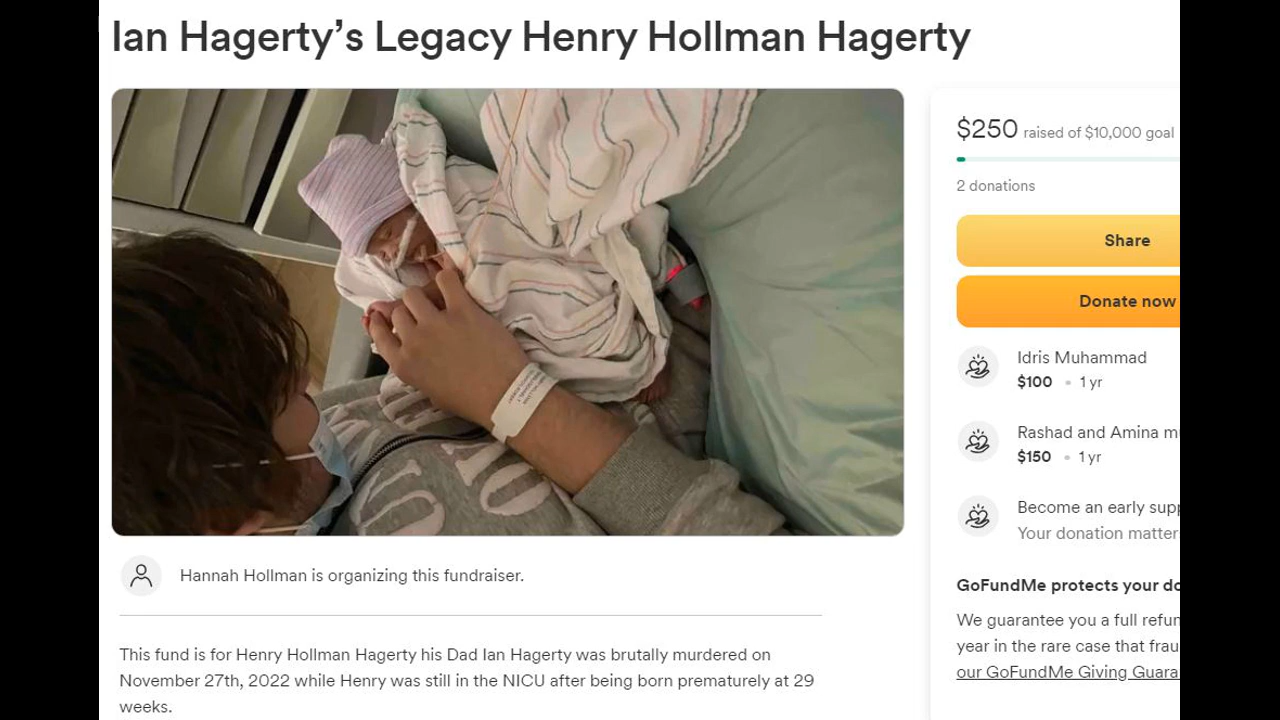 Ian Hagerty’s Legacy Henry Hollman Hagerty
$250 raised of $10,000 goal
2 donations
Share
Donate now
Idris Muhammad
$100 • 1 yr
Rashad and Amina
$150 • 1 yr
Become an early
Your donation
GoFundMe protects your
We guarantee you a full
year in the rare case that
our GoFundMe Giving
Hannah Hollman is organizing this fundraiser.
This fund is for Henry Hollman Hagerty his Dad Ian Hagerty was brutally murdered on
November 27th, 2022 while Henry was still in the NICU after being born prematurely at 29
weeks.